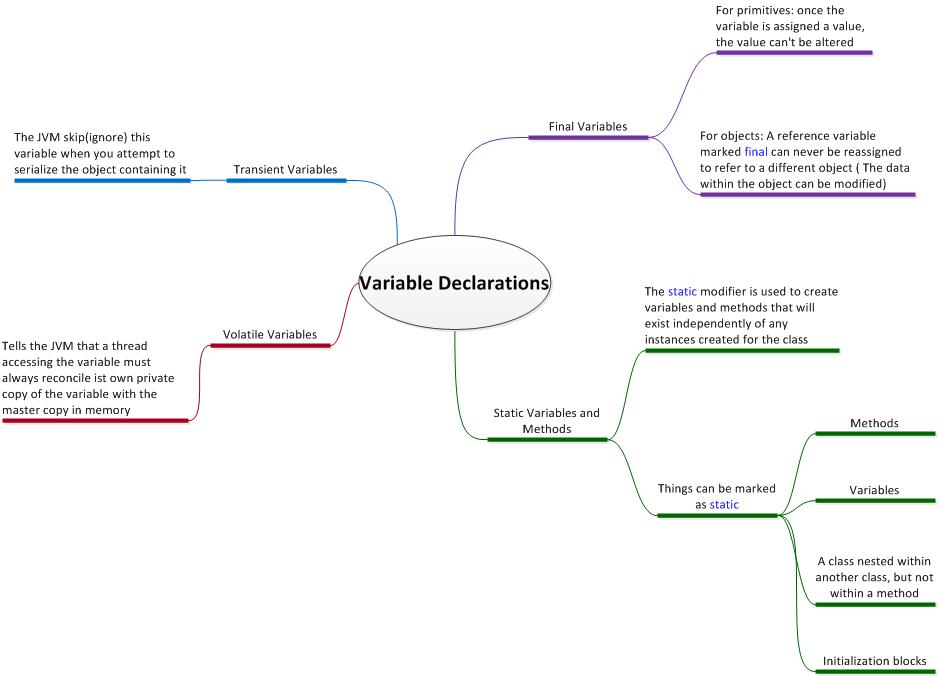 For primitives: once the
variable is assigned a value,
the value can't be altered
Final Variables
For objects: A reference variable
marked final can never be reassigned
to refer to a different object ( The data
within the object can be modified)
The JVM skip(ignore) this
variable when you attempt to
serialize the object containing it
Transient Variables
Variable Declarations
Volatile Variables
Tells the JVM that a thread
accessing the variable must
always reconcile ist own private
copy of the variable with the
master copy in memory
The static modifier is used to create
variables and methods that will
exist independently of any
instances created for the class
Static Variables and
Methods
Things can be marked
as static
Methods
Variables
A class nested within
another class, but not
within a method
Initialization blocks